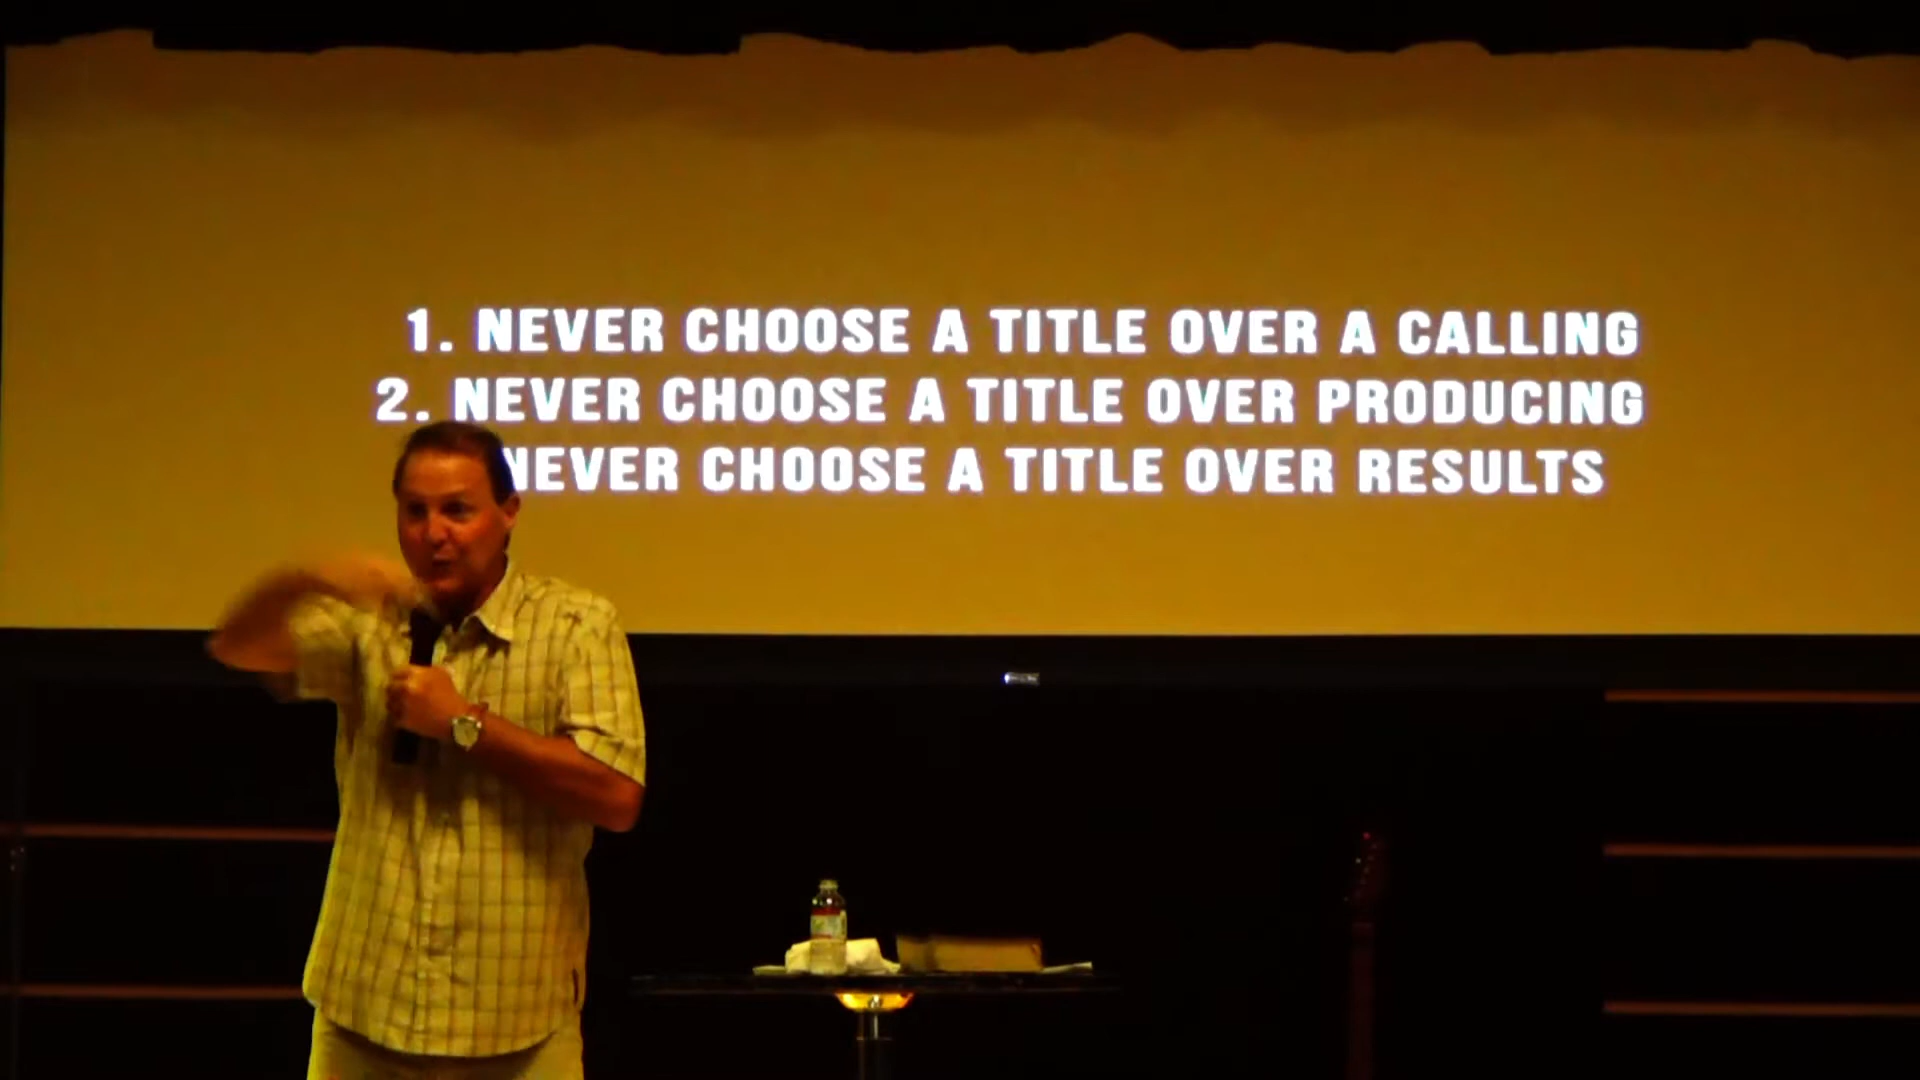 1. NEVER CHOOSE A TITLE OVER A CALLING
2. NEVER CHOOSE A TITLE OVER PRODUCING
NEVER CHOOSE A TITLE OVER RESULTS